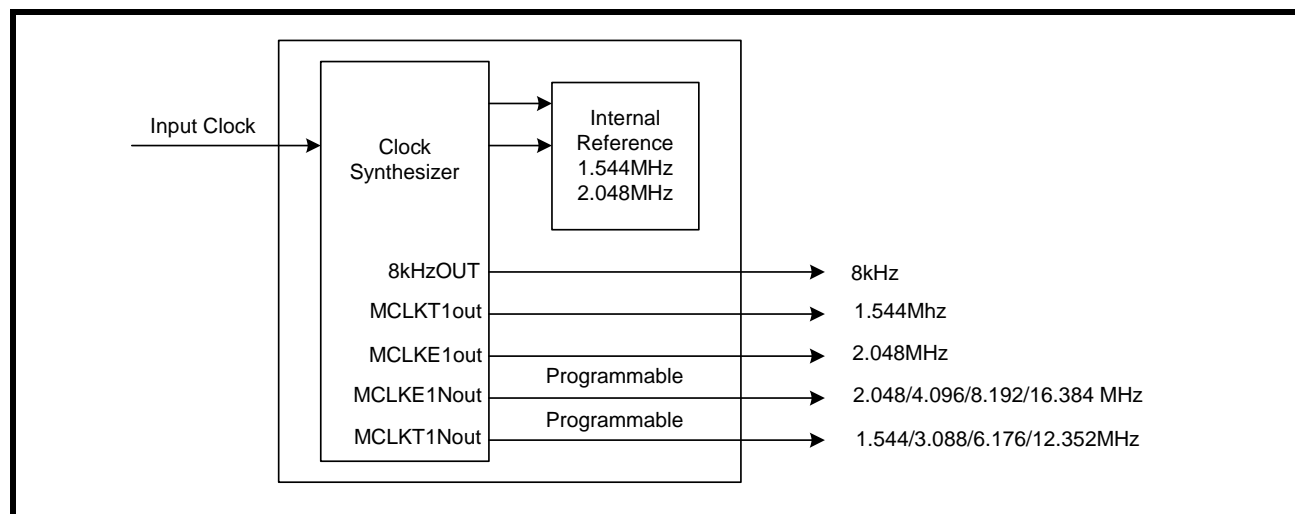 Input Clock
Clock
Synthesizer
Internal
Reference
1.544MHz
2.048MHz
8kHzOUT
8kHz
MCLKT1out
1.544Mhz
MCLKE1out
2.048MHz
Programmable
MCLKE1Nout
2.048/4.096/8.192/16.384 MHz
Programmable
MCLKT1Nout
1.544/3.088/6.176/12.352MHz